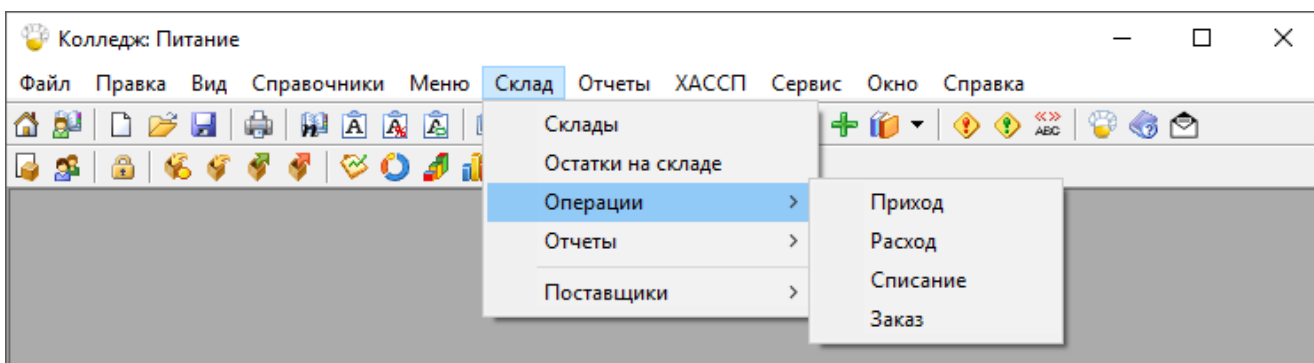 Колледж: Питание
Файл Правка Вид Справочники Меню Склад Отчеты ХАССП Сервис Окно Справка
Склады
Остатки на складе
Операции
Отчеты
Поставщики
Приход
Расход
Списание
Заказ
ABC